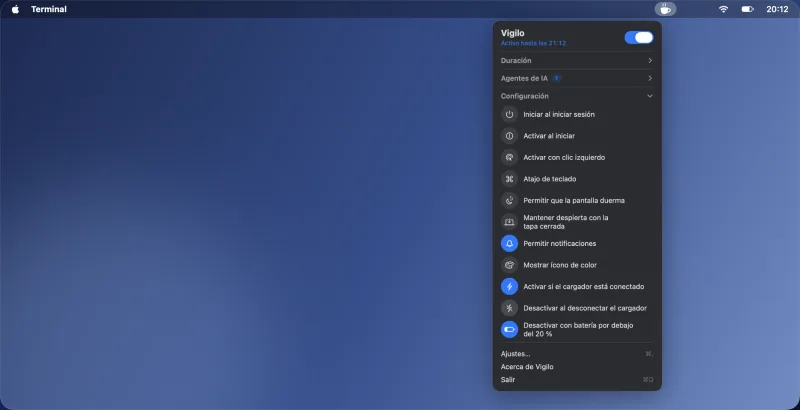 Terminal
20:12
Vigilo
Activo hasta las 21:12
Duración
Agentes de IA 1
Configuración
Iniciar al iniciar sesión
Activar al iniciar
Activar con clic izquierdo
Atajo de teclado
Permitir que la pantalla duerma
Mantener despierta con la
tapa cerrada
Permitir notificaciones
Mostrar ícono de color
Activar si el cargador está conectado
Desactivar al desconectar el cargador
Desactivar con batería por debajo
del 20 %
Ajustes... ⌘,
Acerca de Vigilo
Salir ⌘Q